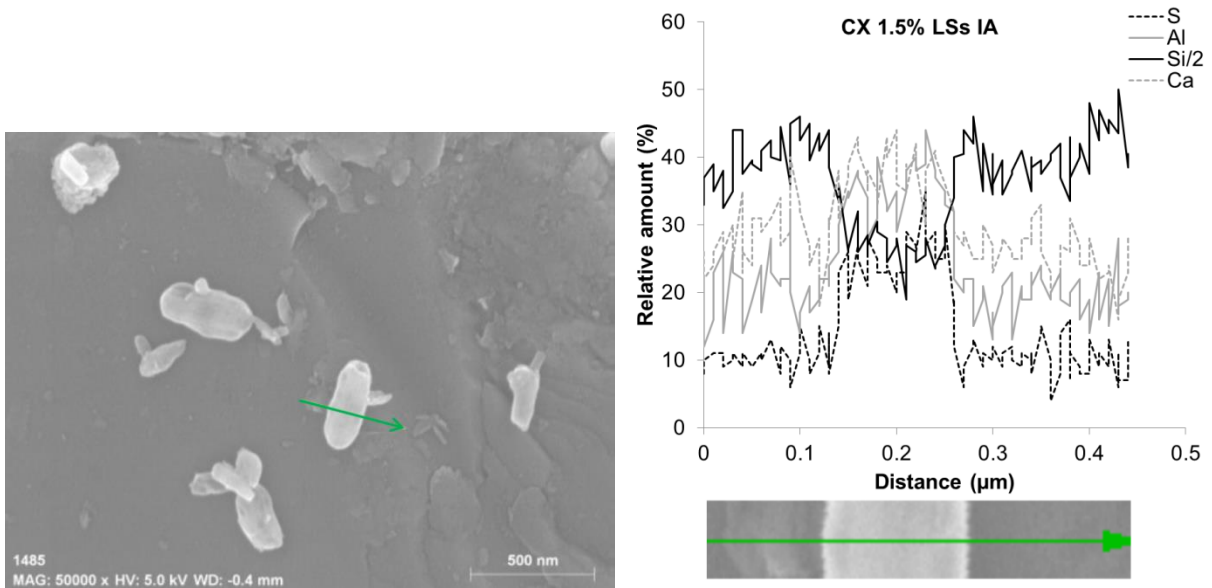 1485
MAG: 50000 x HV: 5.0 kV WD: -0.4 mm
500 nm
CX 1.5% LSs IA
S
Al
Si/2
Ca
Relative amount (%)
60
50
40
30
20
10
0
0 0.1 0.2 0.3 0.4 0.5
Distance (µm)